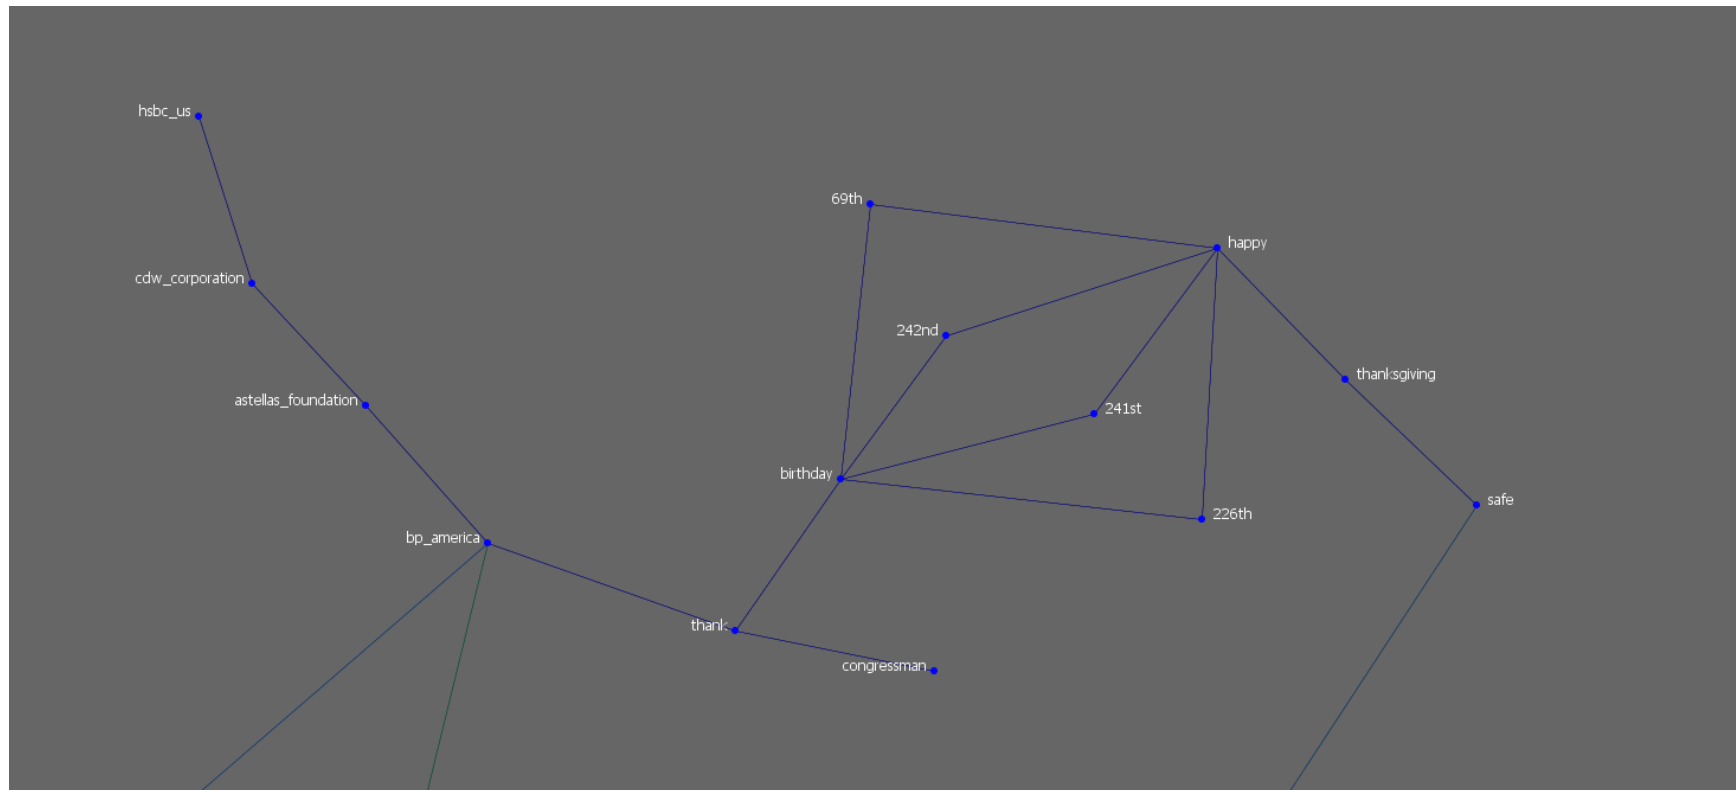 hsbc_us
69th
happy
cdw_corporation
242nd
thanksgiving
astellas_foundation
241st
birthday
safe
226th
bp_america
thank
congressman